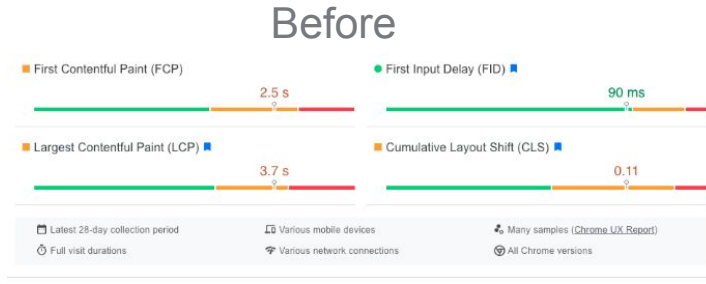 Before
First Contentful Paint (FCP)
2.5 s
First Input Delay (FID)
90 ms
Largest Contentful Paint (LCP)
3.7 s
Cumulative Layout Shift (CLS)
0.11
Latest 28-day collection period
Various mobile devices
Many samples (Chrome UX Report)
Full visit durations
Various network connections
All Chrome versions